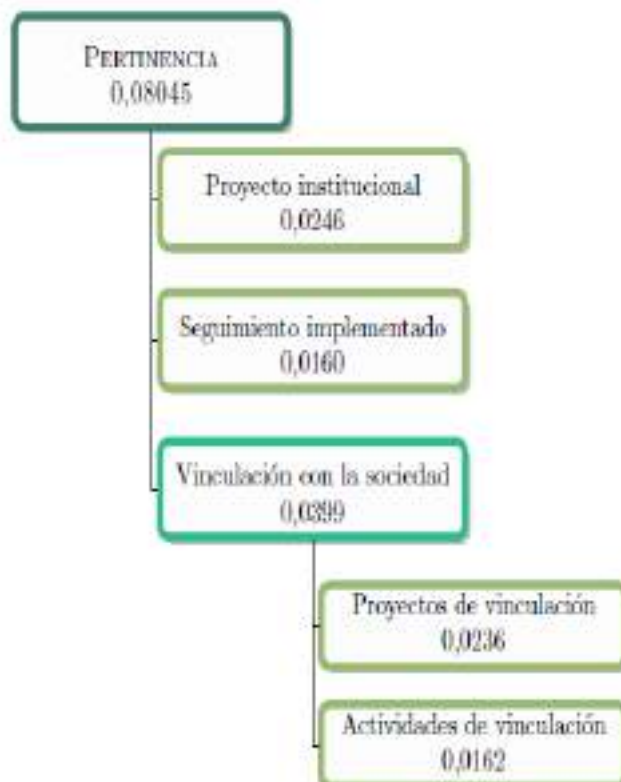 PERTINENCIA
0,08045
Proyecto institucional
0,0246
Seguimiento implementado
0,0160
Vinculación con la sociedad
0,0399
Proyectos de vinculación
0,0236
Actividades de vinculación
0,0162